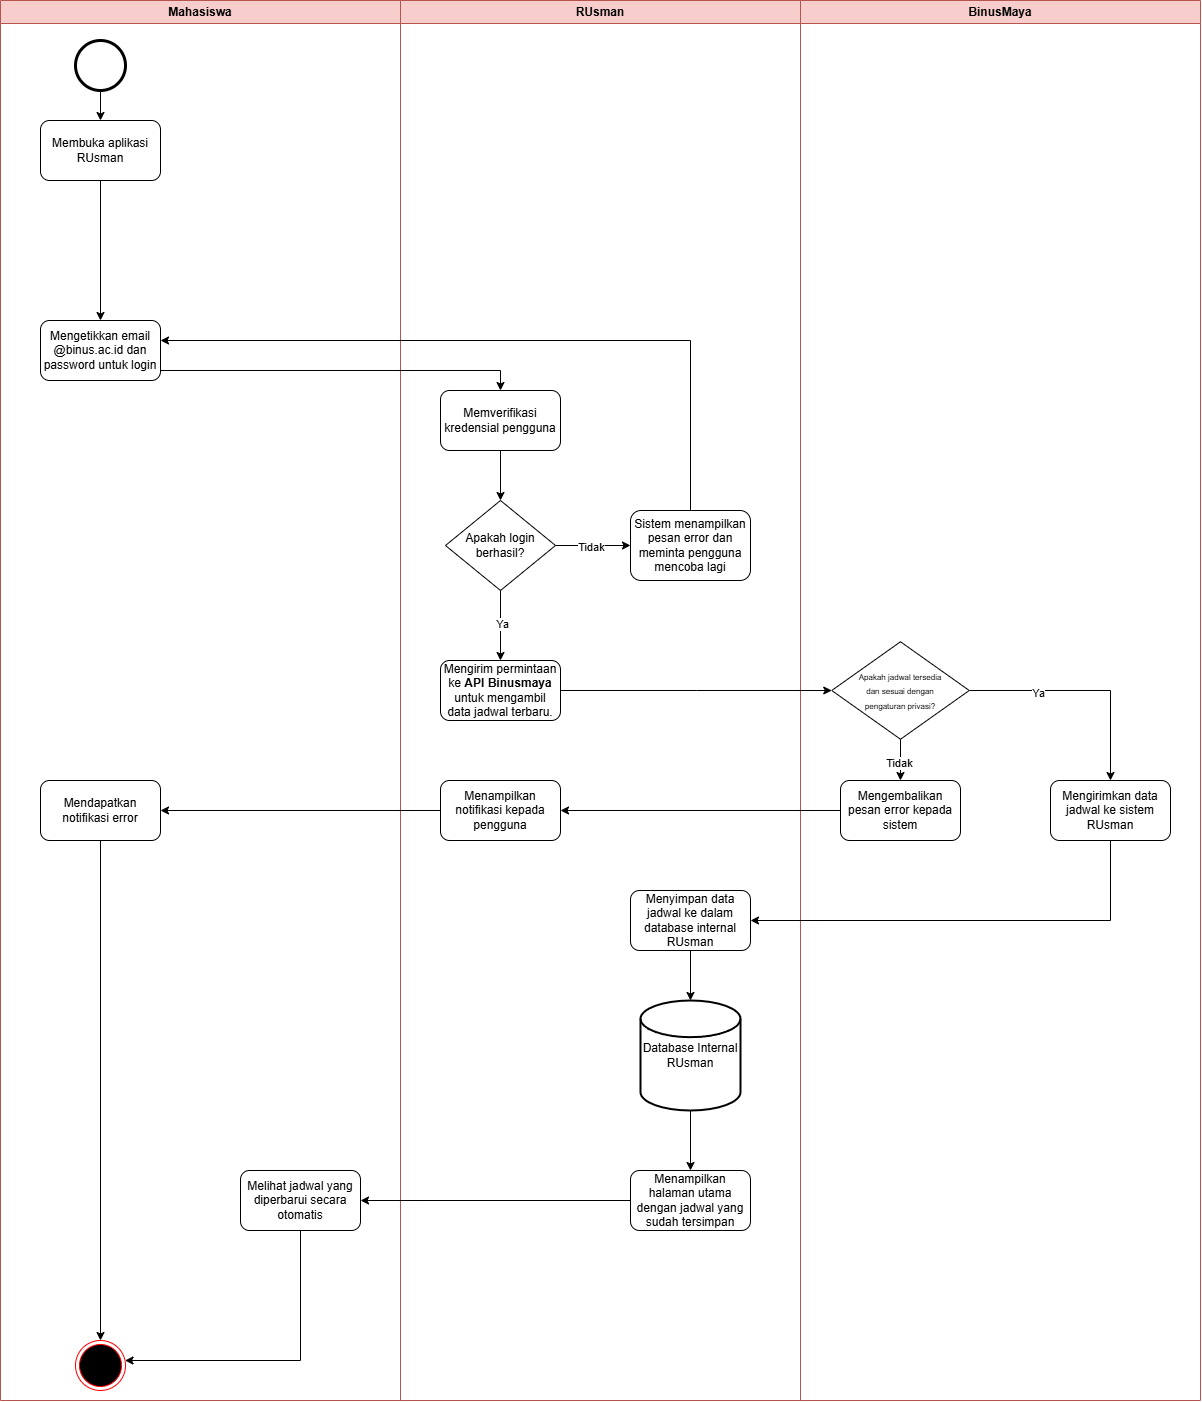 Mahasiswa
RUsman
BinusMaya
Membuka aplikasi
RUsman
Mengetikkan email
@binus.ac.id dan
password untuk login
Memverifikasi
kredensial pengguna
Apakah login
berhasil?
Tidak
Sistem menampilkan
pesan error dan
meminta pengguna
mencoba lagi
Ya
Mengirim permintaan
ke API Binusmaya
untuk mengambil
data jadwal terbaru.
Apakah jadwal tersedia
dan sesuai dengan
pengaturan privasi?
Ya
Tidak
Mendapatkan
notifikasi error
Menampilkan
notifikasi kepada
pengguna
Mengembalikan
pesan error kepada
sistem
Mengirimkan data
jadwal ke sistem
RUsman
Menyimpan data
jadwal ke dalam
database internal
RUsman
Database Internal
RUsman
Melihat jadwal yang
diperbarui secara
otomatis
Menampilkan
halaman utama
dengan jadwal yang
sudah tersimpan